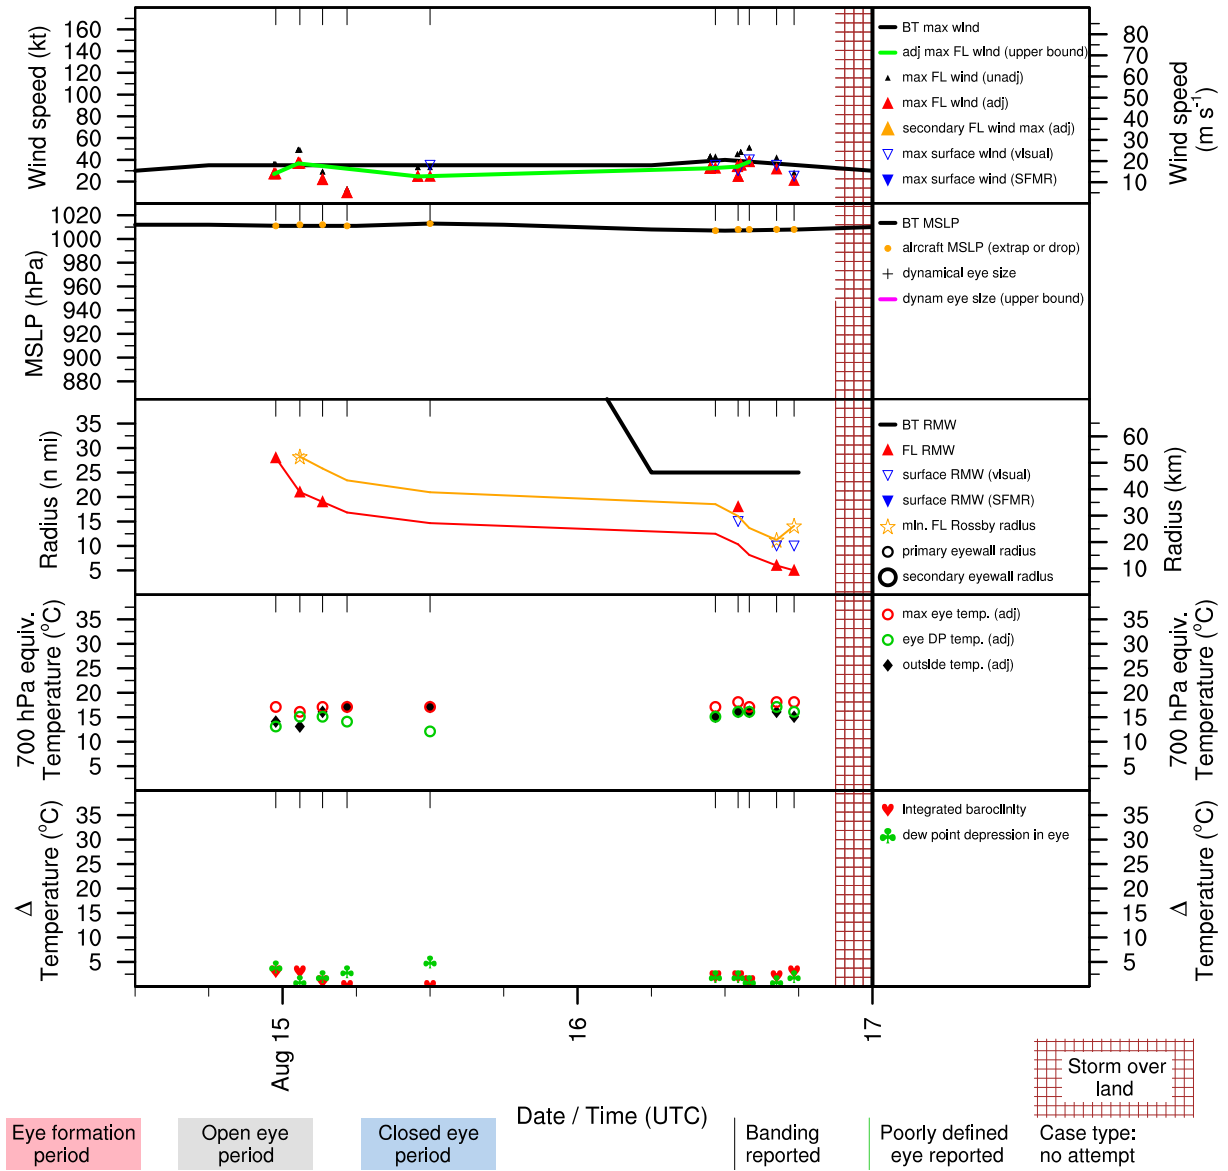 160
140
120
100
80
60
40
20
Wind speed (kt)
80
70
60
50
40
30
20
10
Wind speed
(m s⁻¹)
BT max wind
adj max FL wind (upper bound)
max FL wind (unadj)
max FL wind (adj)
secondary FL wind max (adj)
max surface wind (visual)
max surface wind (SFMR)
1020
1000
980
960
940
920
900
880
MSLP (hPa)
BT MSLP
aircraft MSLP (extrap or drop)
dynamical eye size
dynam eye size (upper bound)
35
30
25
20
15
10
5
Radius (n mi)
60
50
40
30
20
10
Radius (km)
BT RMW
FL RMW
surface RMW (visual)
surface RMW (SFMR)
min. FL Rossby radius
primary eyewall radius
secondary eyewall radius
35
30
25
20
15
10
5
700 hPa equiv.
Temperature (°C)
35
30
25
20
15
10
5
700 hPa equiv.
Temperature (°C)
max eye temp. (adj)
eye DP temp. (adj)
outside temp. (adj)
35
30
25
20
15
10
5
Δ
Temperature (°C)
35
30
25
20
15
10
5
Δ
Temperature (°C)
Integrated baroclinity
dew point depression in eye
Aug 15
16
17
Date / Time (UTC)
Storm over
land
Eye formation
period
Open eye
period
Closed eye
period
Banding
reported
Poorly defined
eye reported
Case type:
no attempt